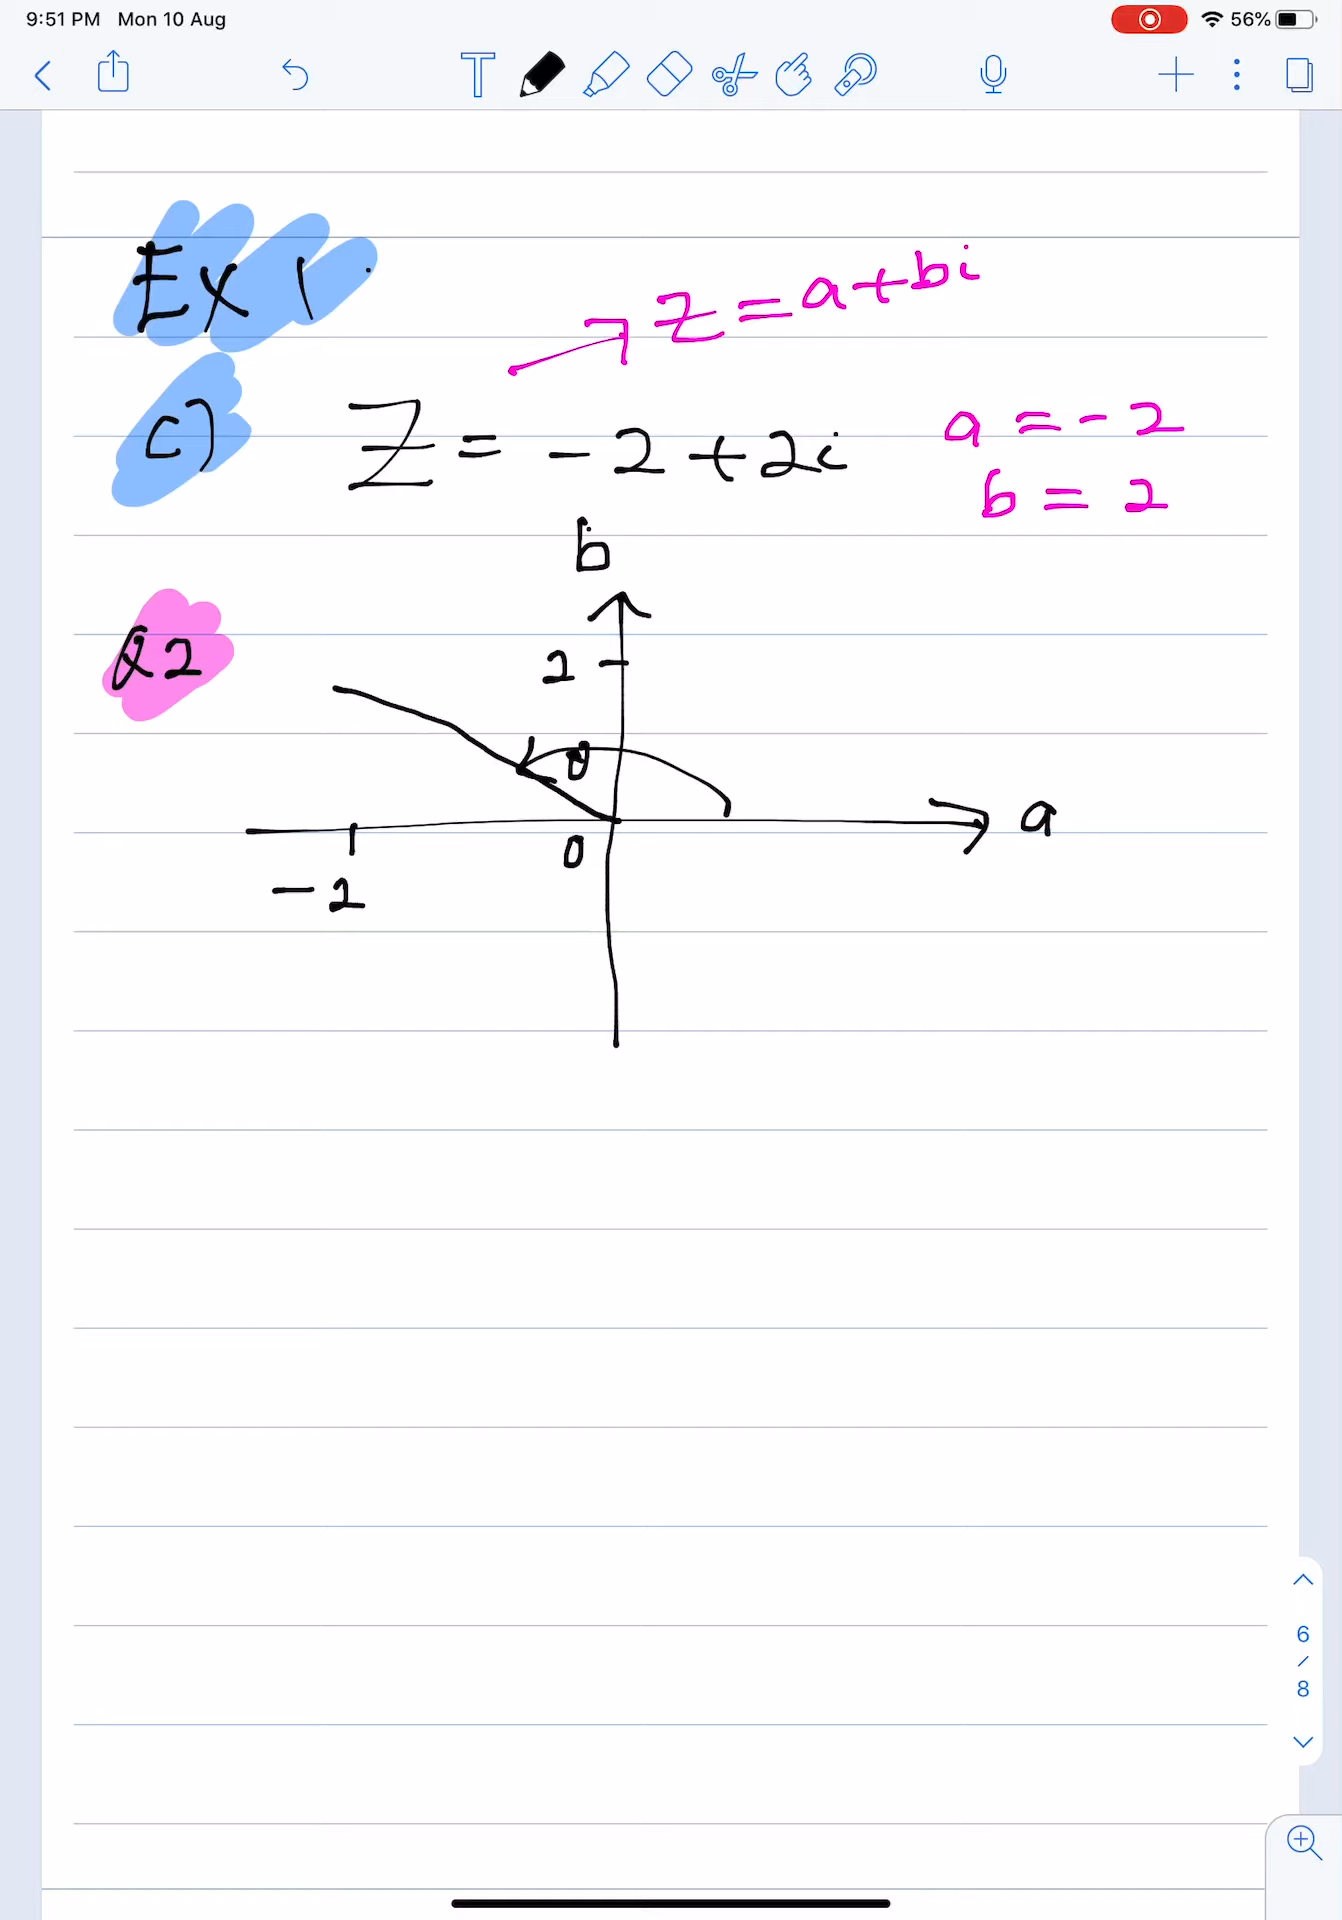 9:51 PM Mon 10 Aug 56%
T
Ex 1.
z = a + bi
c) Z = -2 + 2i
a = -2
b = 2
b
Q2
2
θ
a
0
-2
6
/
8